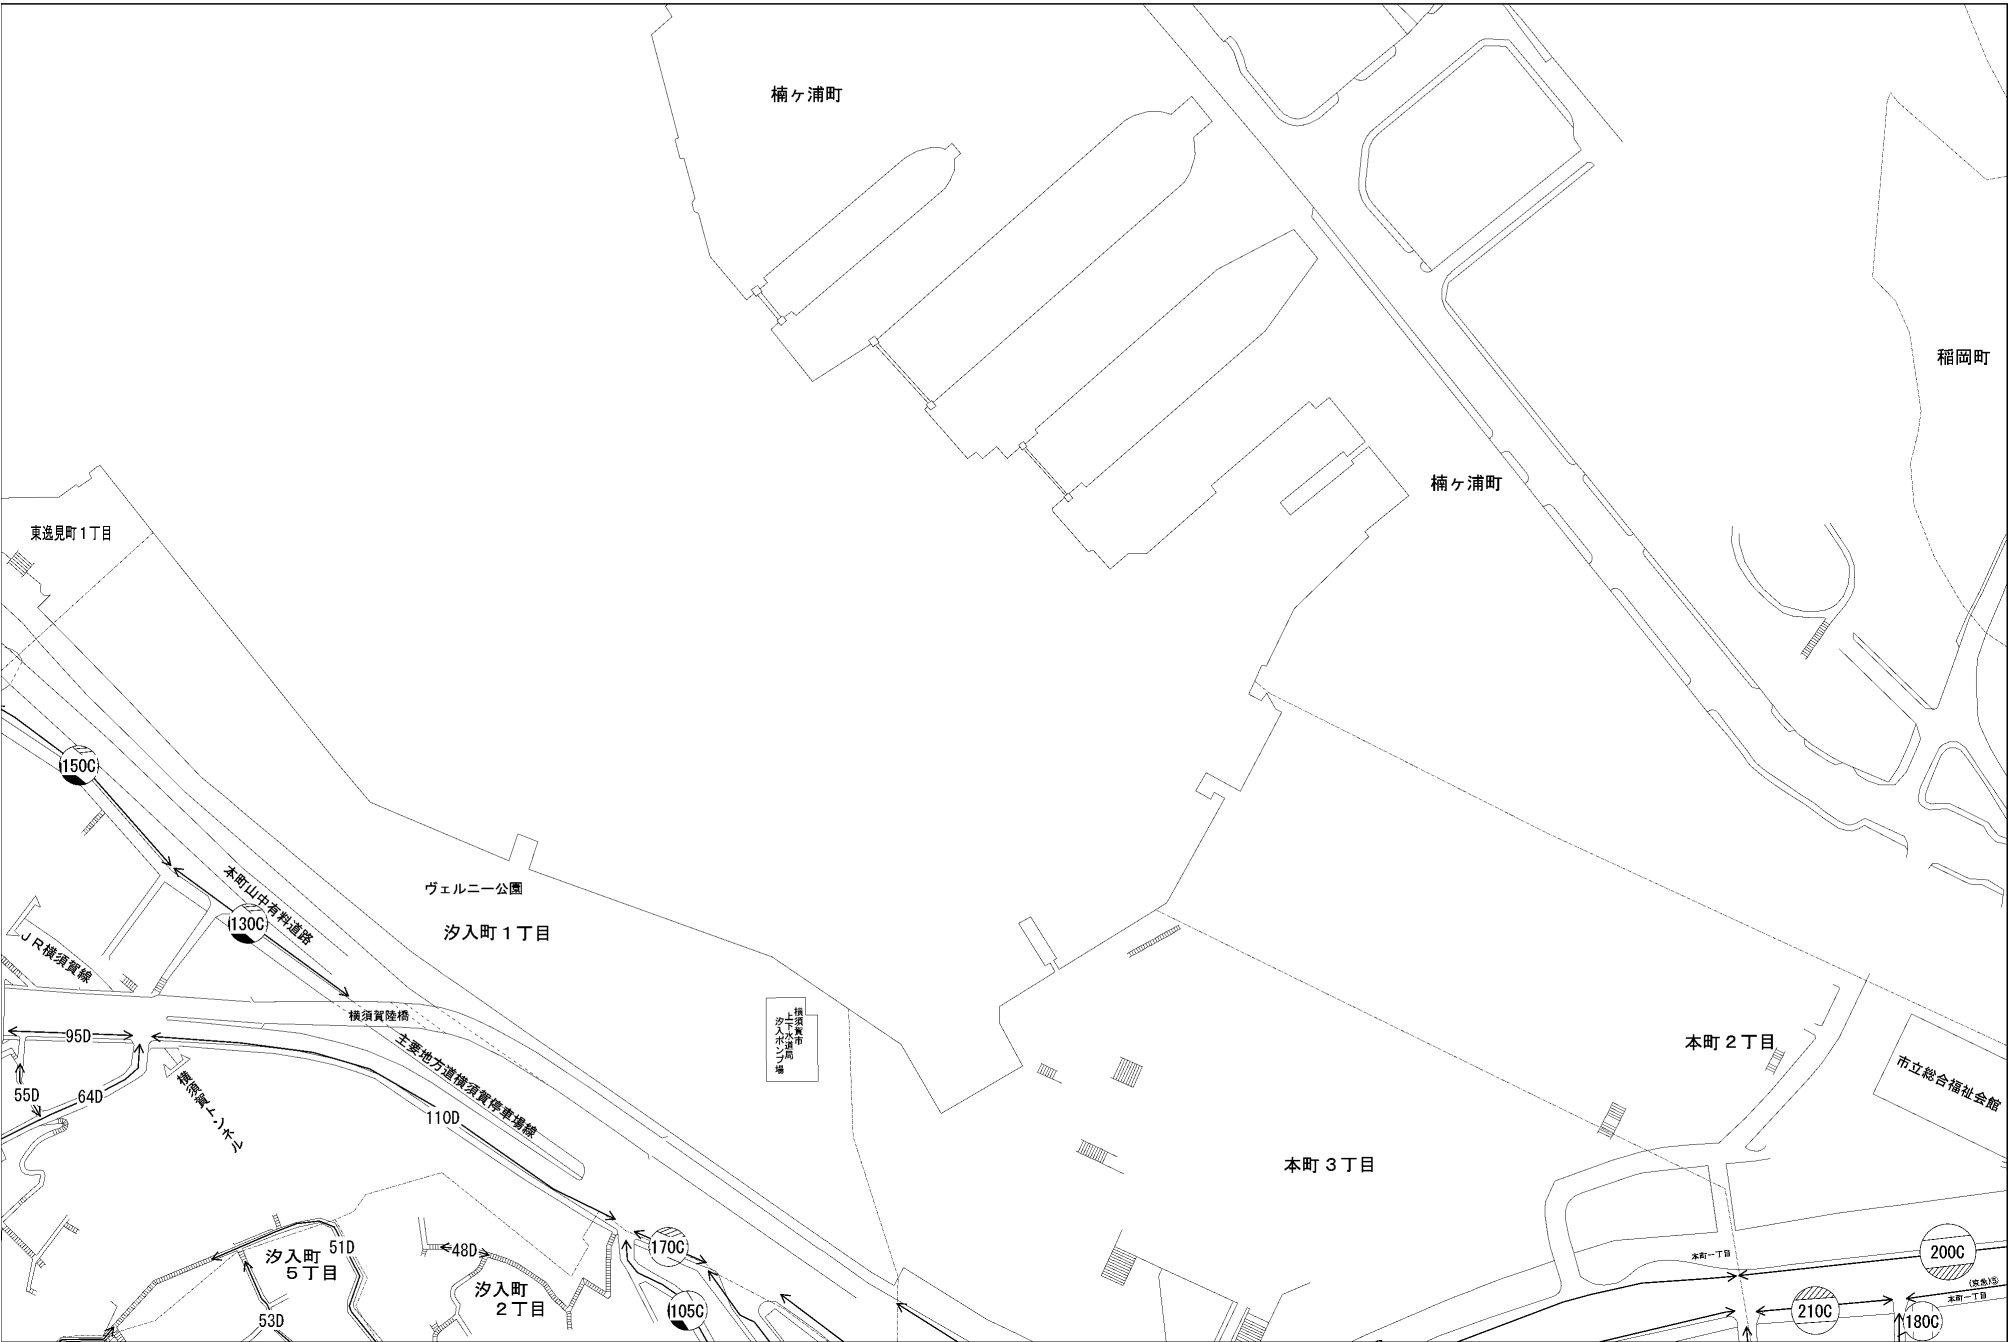 楠ヶ浦町
稲岡町
楠ヶ浦町
東逸見町１丁目
150C
本町山中有料道路
130C
ヴェルニー公園
汐入町１丁目
ＪＲ横須賀線
横須賀陸橋
横須賀市
上下水道局
汐入ポンプ場
95D
主要地方道横須賀停車場線
本町２丁目
市立総合福祉会館
55D
64D
横須賀トンネル
110D
本町３丁目
51D
汐入町
５丁目
48D
170C
汐入町
２丁目
本町一丁目
200C
53D
105C
210C
本町一丁目
180C